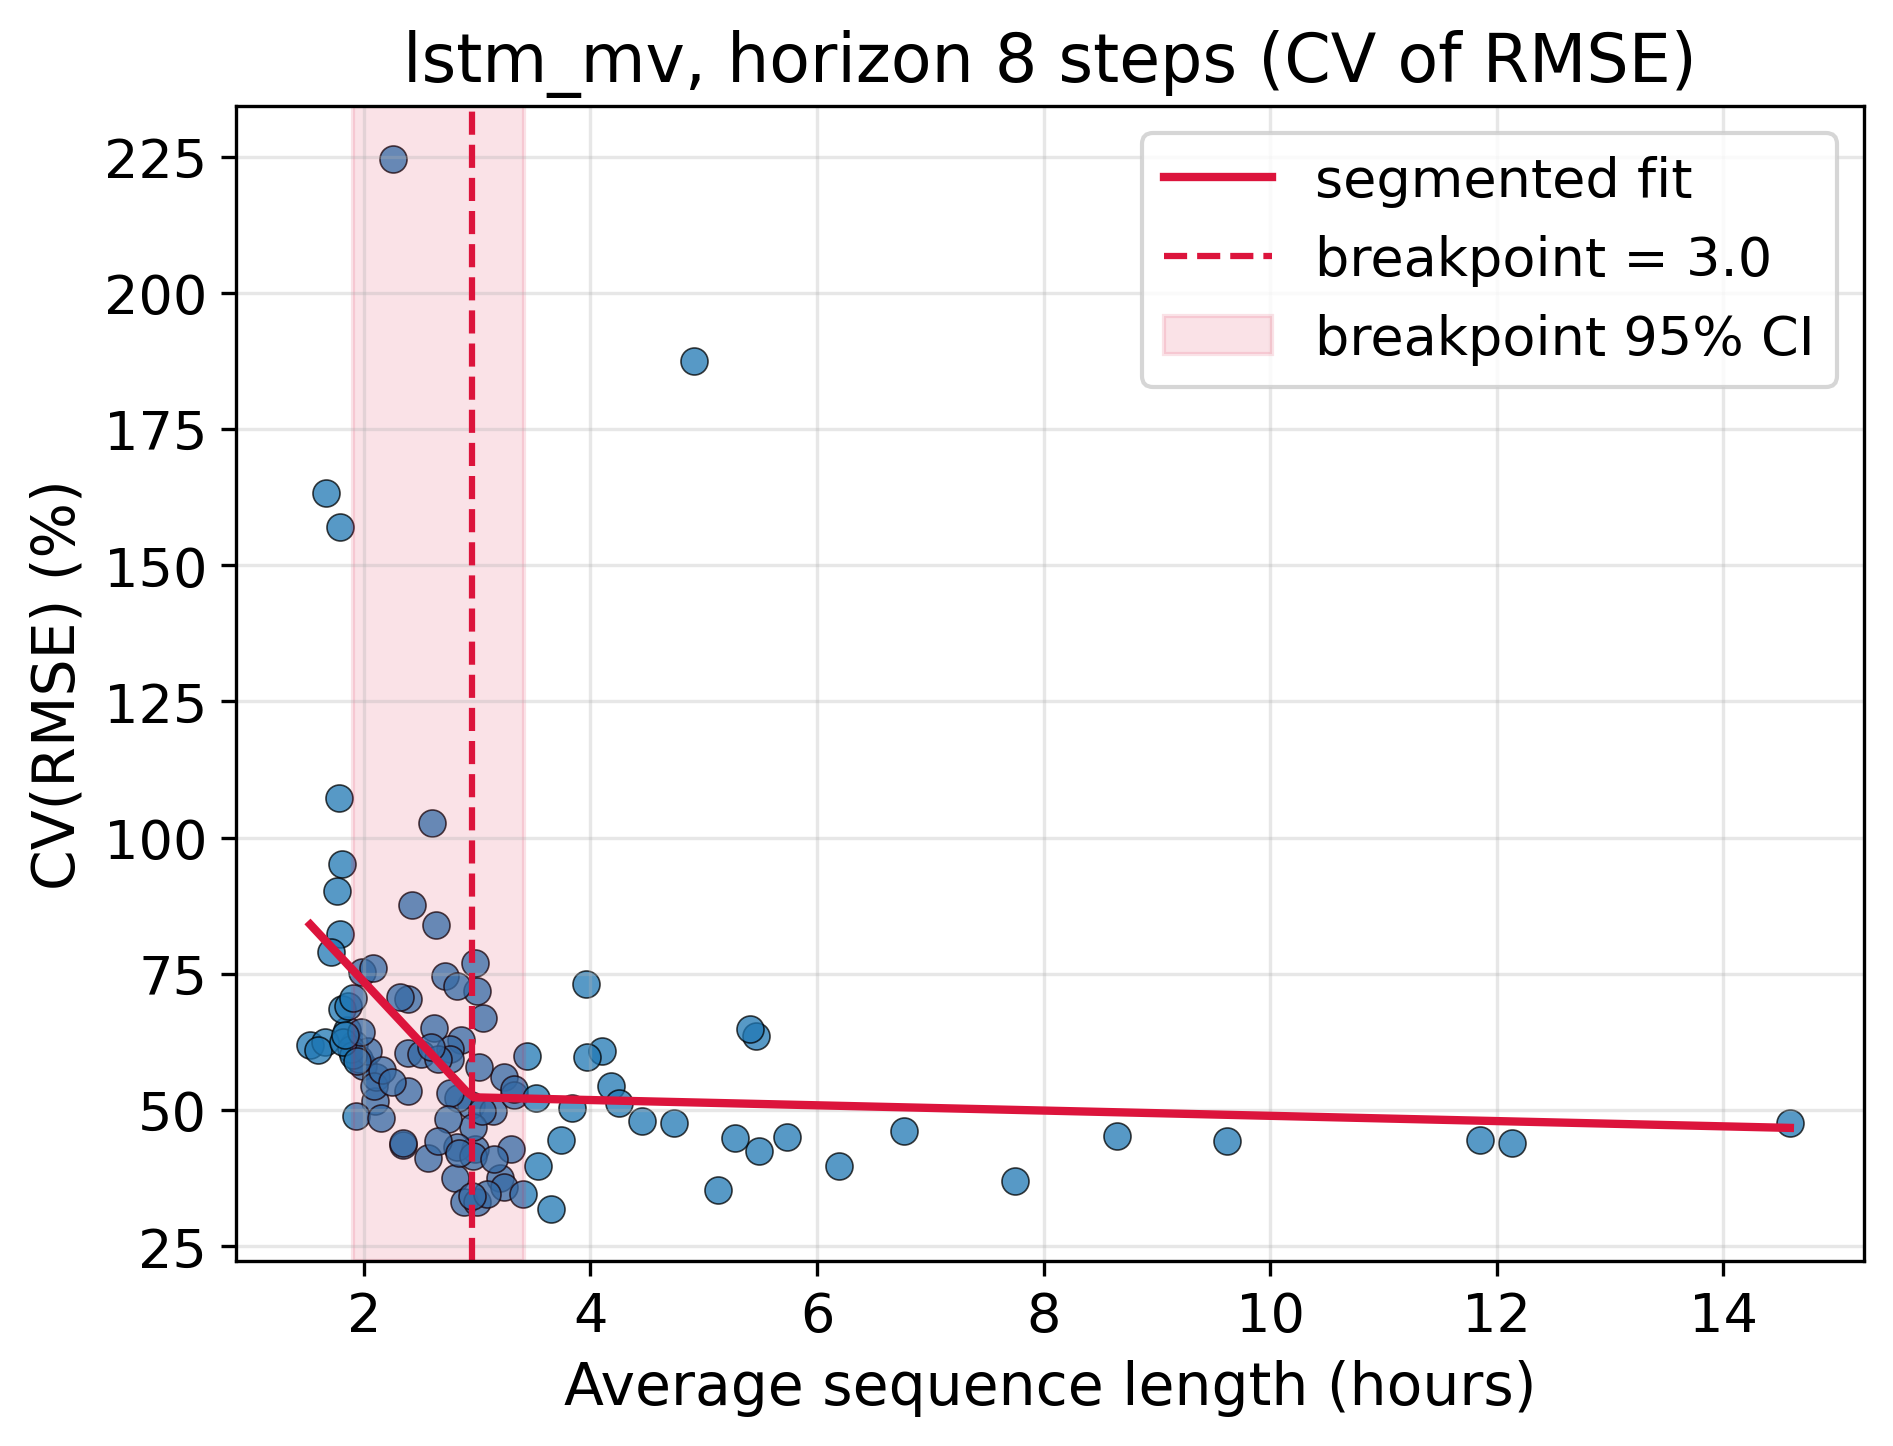 lstm_mv, horizon 8 steps (CV of RMSE)
segmented fit
breakpoint = 3.0
breakpoint 95% CI
CV(RMSE) (%)
225
200
175
150
125
100
75
50
25
2 4 6 8 10 12 14
Average sequence length (hours)